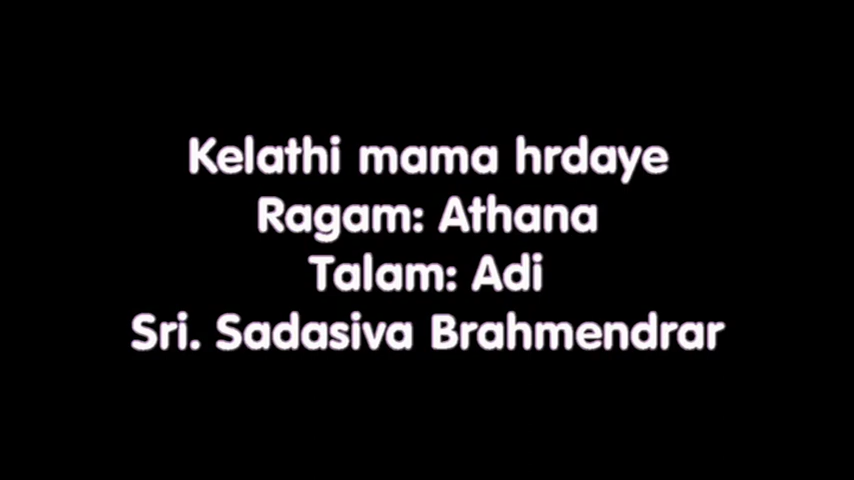 Kelathi mama hrdaye
Ragam: Athana
Talam: Adi
Sri. Sadasiva Brahmendrar